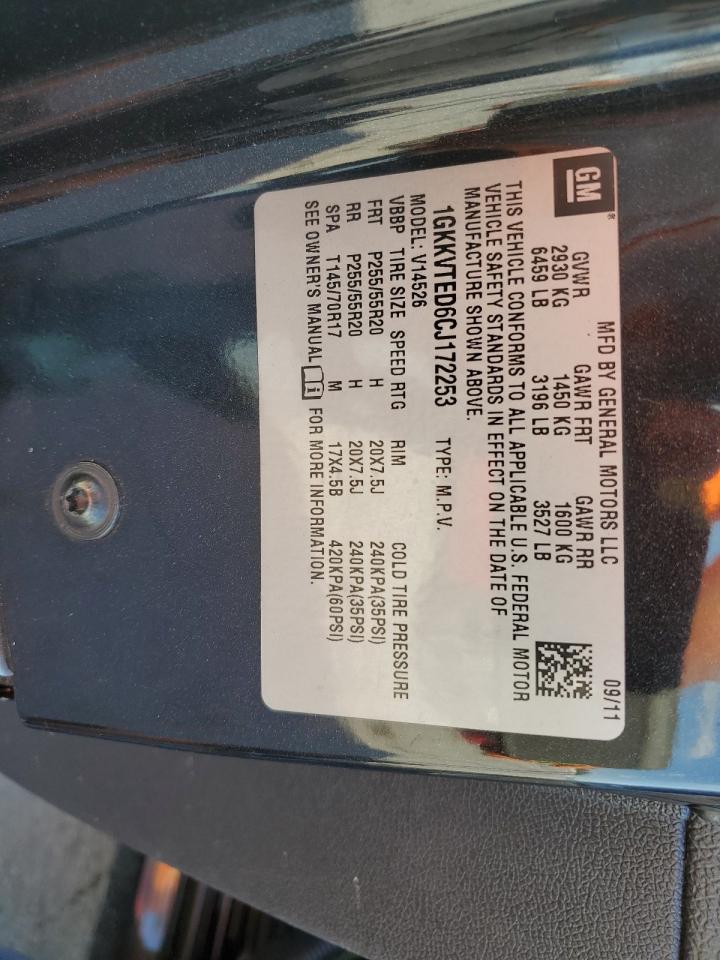 GM ®
MFD BY GENERAL MOTORS LLC 09/11
GVWR GAWR FRT GAWR RR
2930 KG 1450 KG 1600 KG
6459 LB 3196 LB 3527 LB
THIS VEHICLE CONFORMS TO ALL APPLICABLE U.S. FEDERAL MOTOR
VEHICLE SAFETY STANDARDS IN EFFECT ON THE DATE OF
MANUFACTURE SHOWN ABOVE.
1GKKVTED6CJ172253 TYPE: M.P.V.
MODEL: V14526
VBBP TIRE SIZE SPEED RTG RIM COLD TIRE PRESSURE
FRT P255/55R20 H 20X7.5J 240KPA(35PSI)
RR P255/55R20 H 20X7.5J 240KPA(35PSI)
SPA T145/70R17 M 17X4.5B 420KPA(60PSI)
SEE OWNER'S MANUAL i FOR MORE INFORMATION.